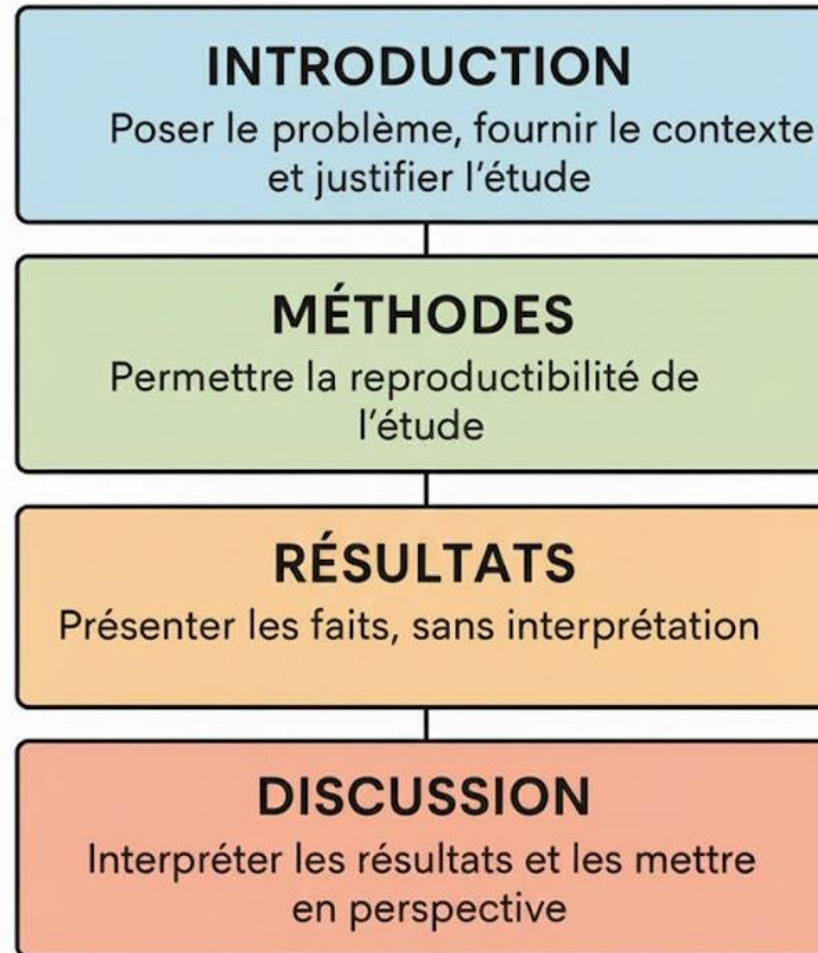 INTRODUCTION
Poser le problème, fournir le contexte
et justifier l'étude
MÉTHODES
Permettre la reproductibilité de
l'étude
RÉSULTATS
Présenter les faits, sans interprétation
DISCUSSION
Interpréter les résultats et les mettre
en perspective